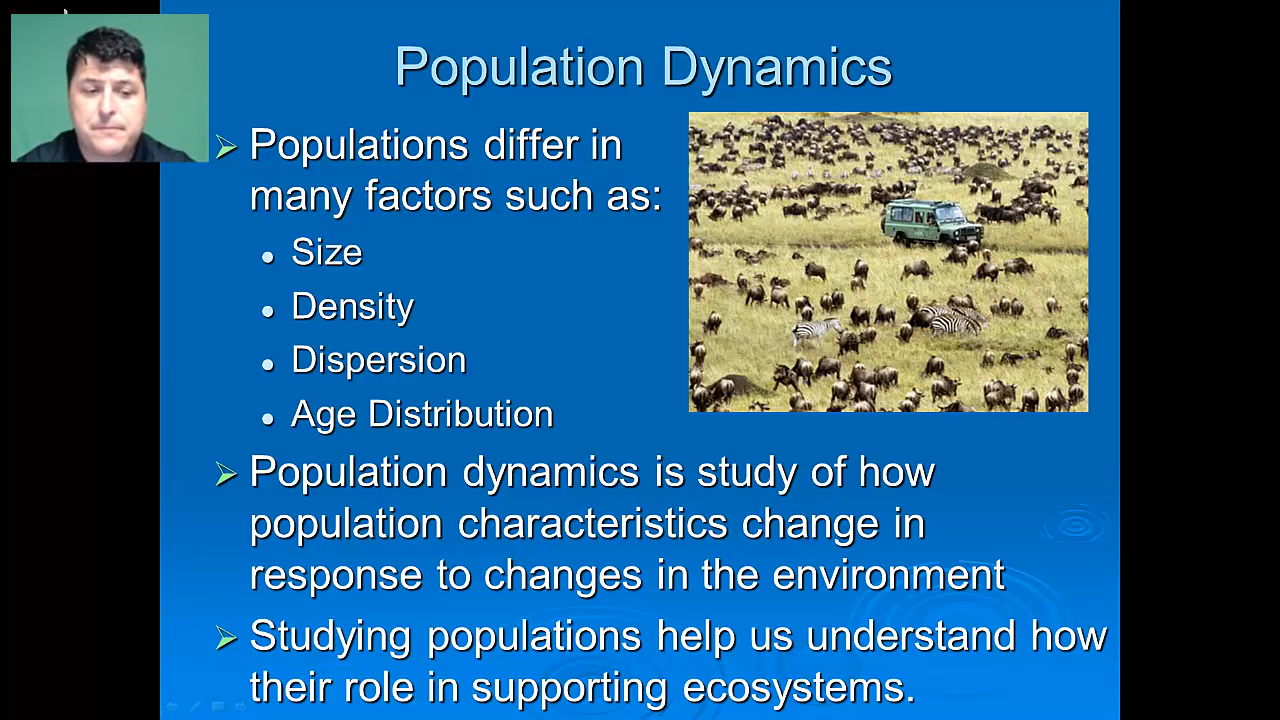 Population Dynamics
Populations differ in
many factors such as:
Size
Density
Dispersion
Age Distribution
Population dynamics is study of how
population characteristics change in
response to changes in the environment
Studying populations help us understand how
their role in supporting ecosystems.